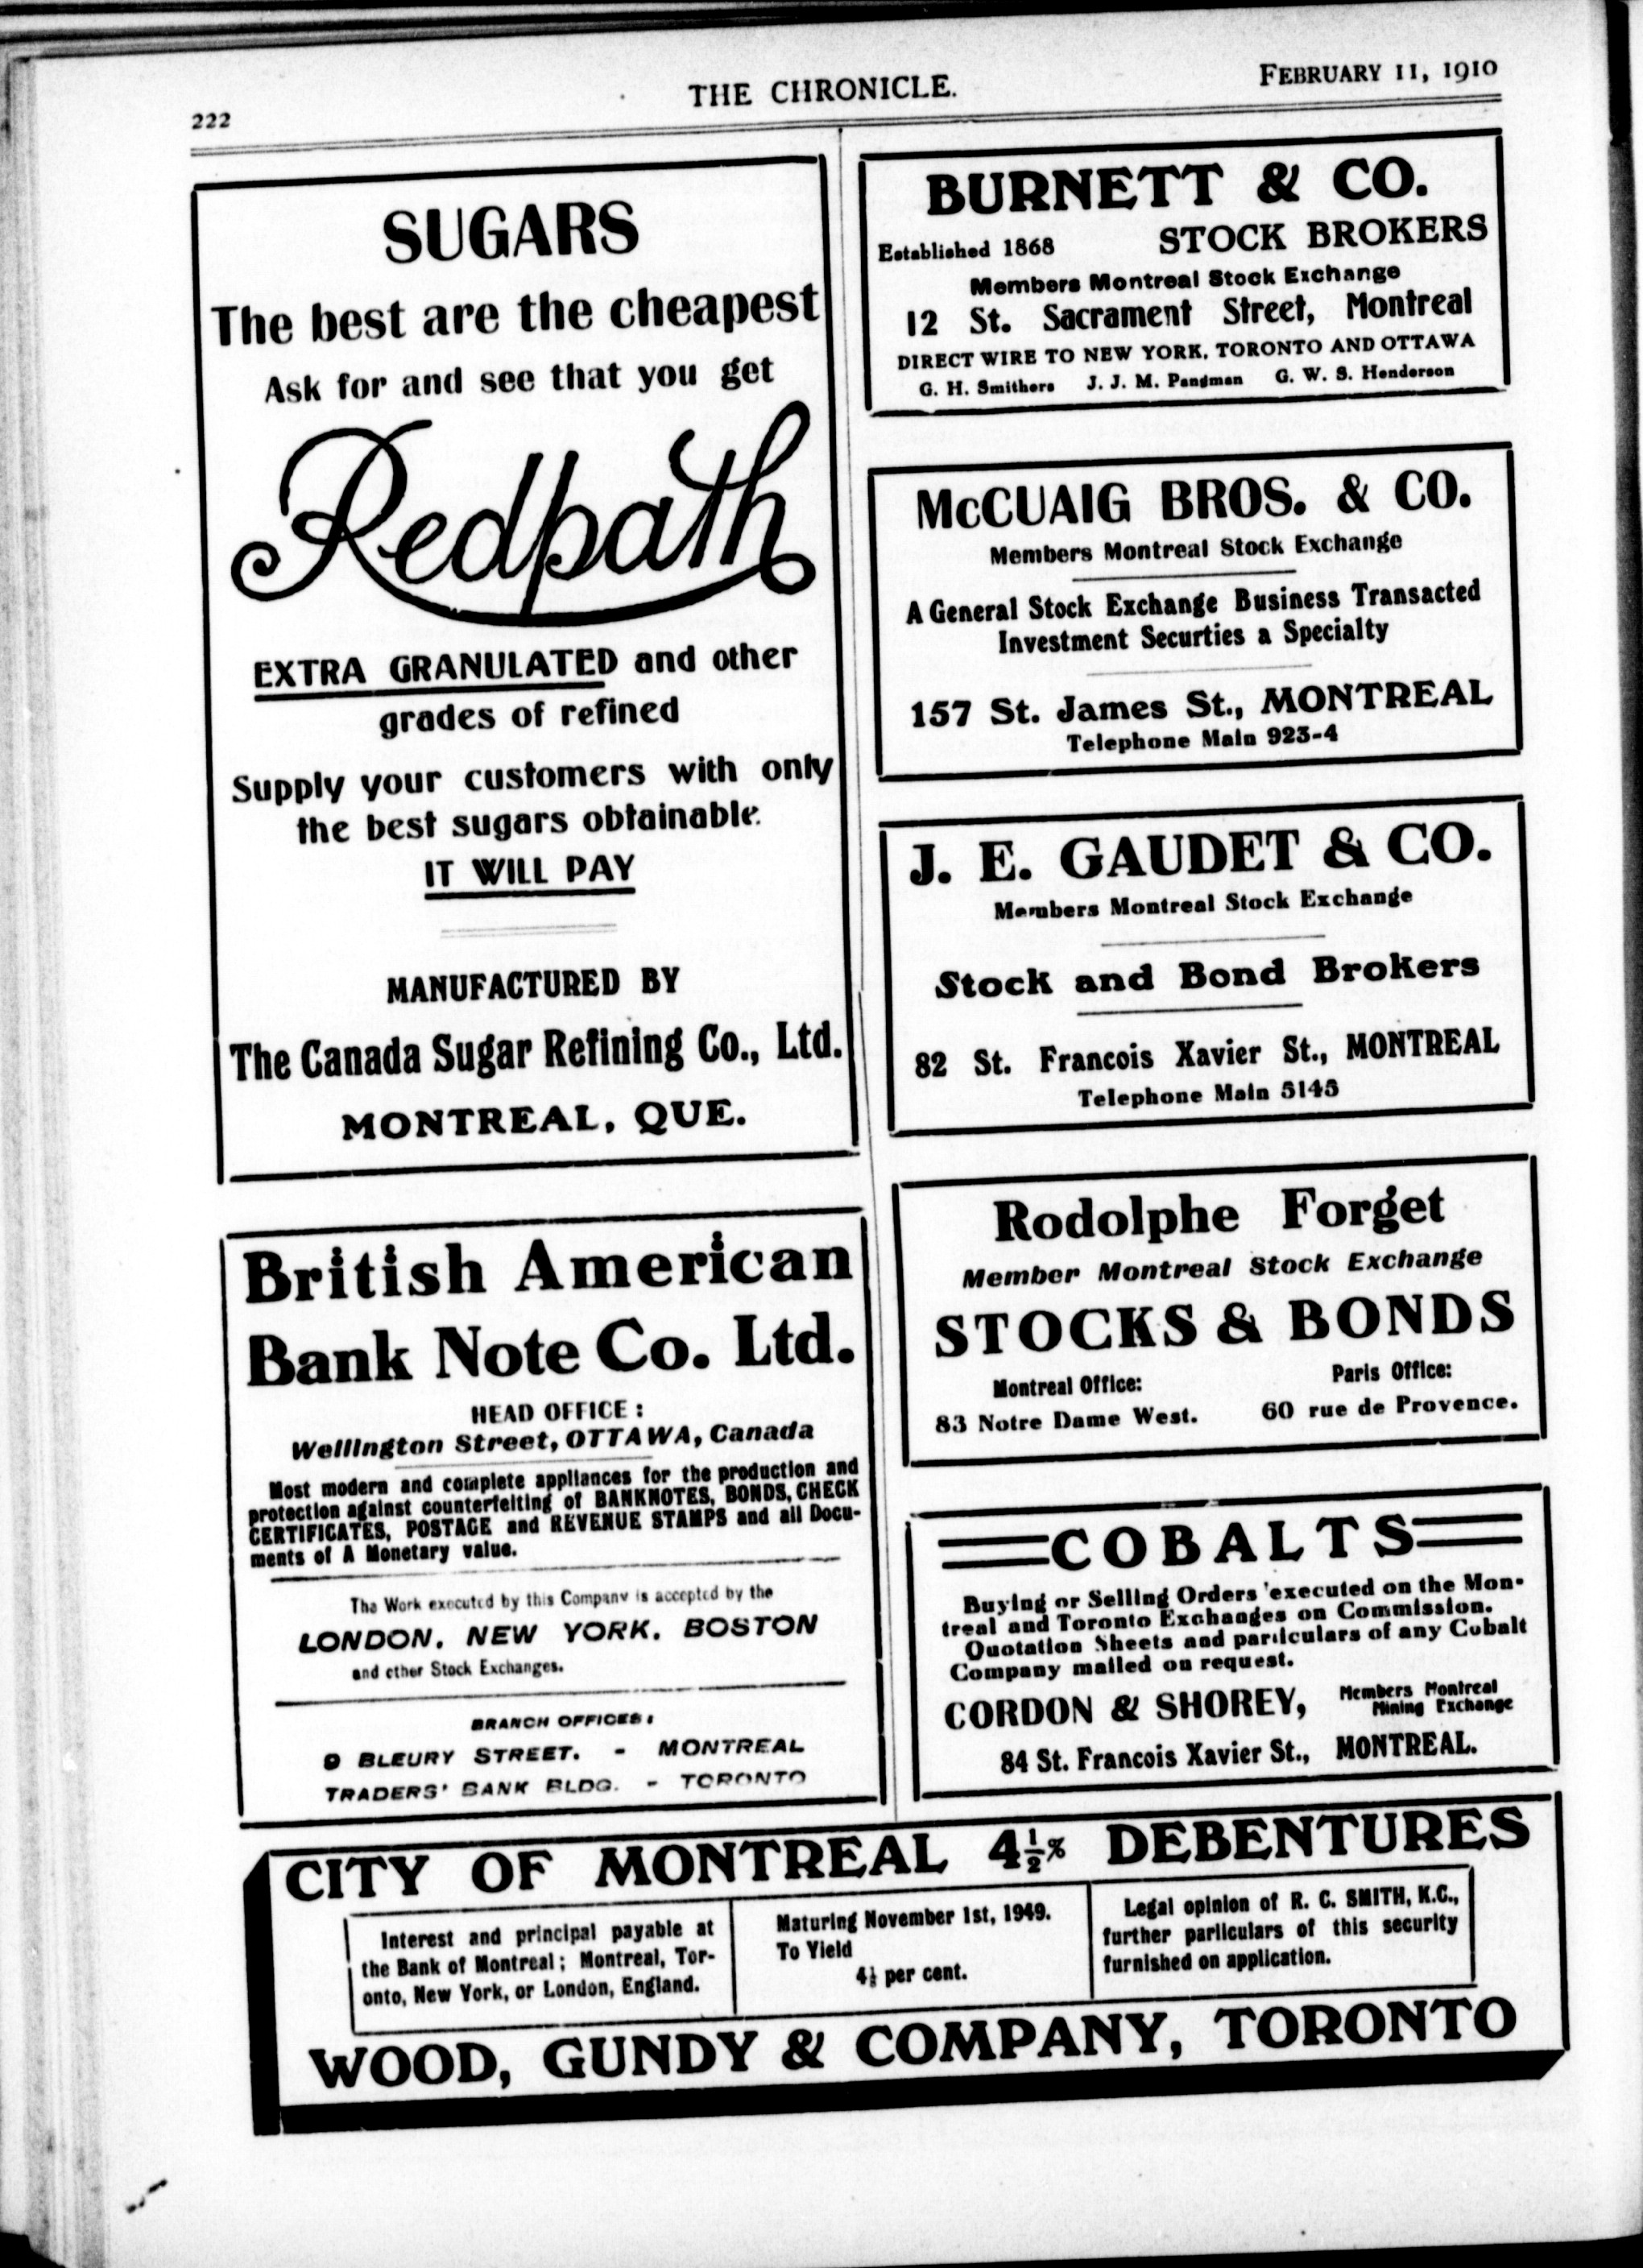 222
THE CHRONICLE.
FEBRUARY 11, 1910
SUGARS
The best are the cheapest
Ask for and see that you get
Redpath
EXTRA GRANULATED and other
grades of refined
Supply your customers with only
the best sugars obtainable.
IT WILL PAY
MANUFACTURED BY
The Canada Sugar Refining Co., Ltd.
MONTREAL, QUE.
British American
Bank Note Co. Ltd.
HEAD OFFICE :
Wellington Street, OTTAWA, Canada
Most modern and complete appliances for the production and
protection against counterfeiting of BANKNOTES, BONDS, CHECK
CERTIFICATES, POSTAGE and REVENUE STAMPS and all Docu-
ments of A Monetary value.
The Work executed by this Company is accepted by the
LONDON, NEW YORK, BOSTON
and other Stock Exchanges.
BRANCH OFFICES:
9 BLEURY STREET. - MONTREAL
TRADERS' BANK BLDG. - TORONTO
BURNETT & CO.
Established 1868 STOCK BROKERS
Members Montreal Stock Exchange
12 St. Sacrament Street, Montreal
DIRECT WIRE TO NEW YORK, TORONTO AND OTTAWA
G. H. Smithers J. J. M. Pangman G. W. S. Henderson
McCUAIG BROS. & CO.
Members Montreal Stock Exchange
A General Stock Exchange Business Transacted
Investment Securties a Specialty
157 St. James St., MONTREAL
Telephone Main 923-4
J. E. GAUDET & CO.
Members Montreal Stock Exchange
Stock and Bond Brokers
82 St. Francois Xavier St., MONTREAL
Telephone Main 5145
Rodolphe Forget
Member Montreal Stock Exchange
STOCKS & BONDS
Montreal Office: Paris Office:
83 Notre Dame West. 60 rue de Provence.
COBALTS
Buying or Selling Orders executed on the Mon-
treal and Toronto Exchanges on Commission.
Quotation Sheets and particulars of any Cobalt
Company mailed on request.
CORDON & SHOREY, Members Montreal
Mining Exchange
84 St. Francois Xavier St., MONTREAL.
CITY OF MONTREAL 4½% DEBENTURES
Interest and principal payable at
the Bank of Montreal; Montreal, Tor-
onto, New York, or London, England.
Maturing November 1st, 1949.
To Yield
4¼ per cent.
Legal opinion of R. C. SMITH, K.C.,
further particulars of this security
furnished on application.
WOOD, GUNDY & COMPANY, TORONTO